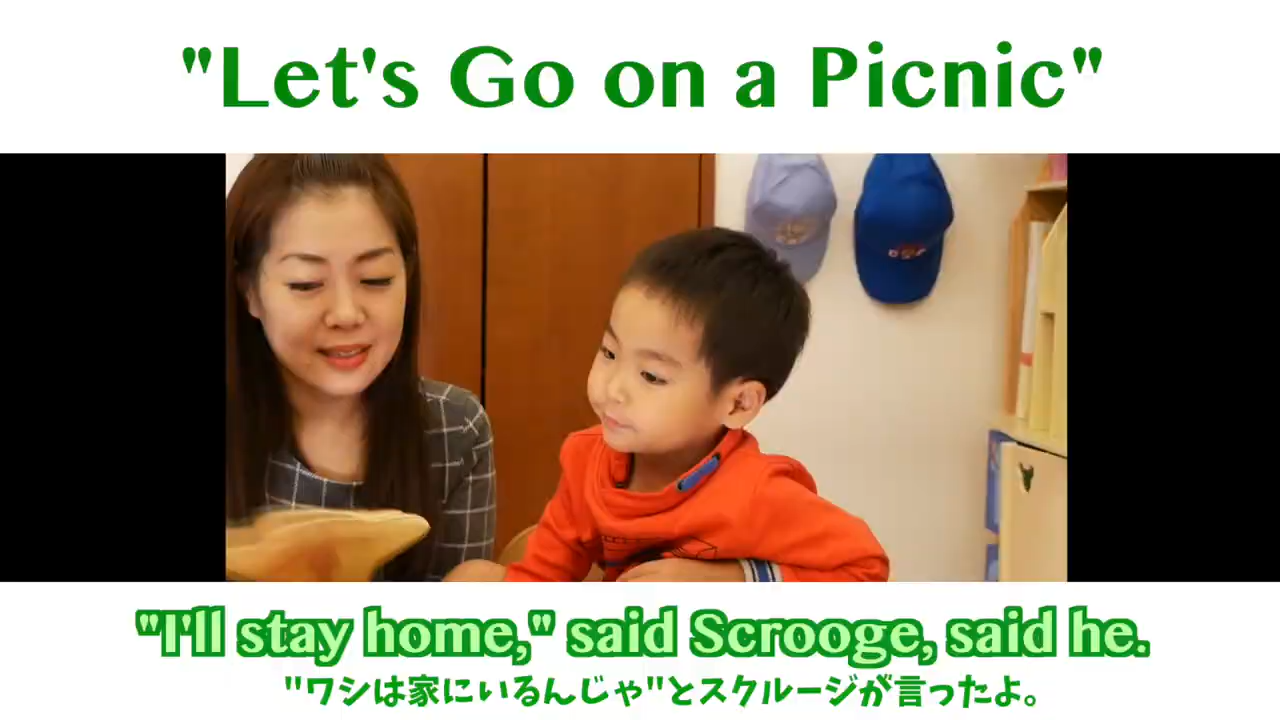 "Let's Go on a Picnic"
"I'll stay home," said Scrooge, said he.
"ワシは家にいるんじゃ"とスクルージが言ったよ。